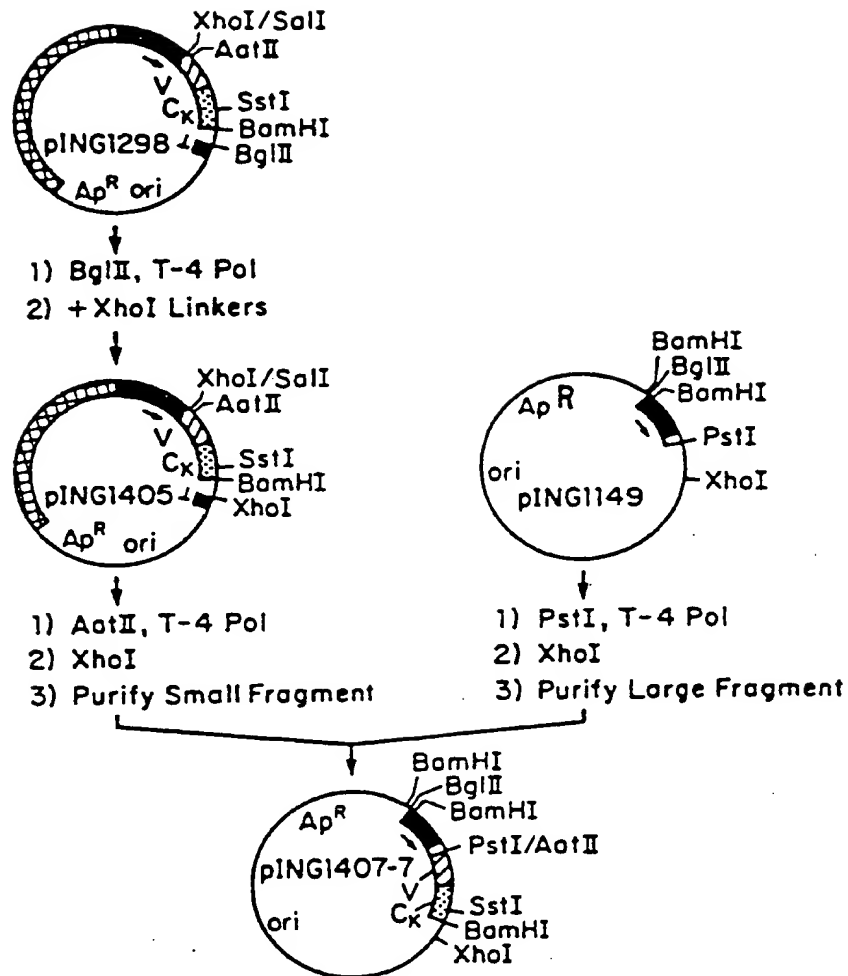 XhoI/SalI
AatII
V
Cκ
SstI
BamHI
pING1298
⊥
BglII
Ap^R ori
1) BglII, T-4 Pol
2) +XhoI Linkers
XhoI/SalI
AatII
V
Cκ
SstI
BamHI
pING1405
⊥
XhoI
Ap^R ori
BamHI
BglII
BamHI
Ap^R
PstI
ori
XhoI
pING1149
1) AatII, T-4 Pol
2) XhoI
3) Purify Small Fragment
1) PstI, T-4 Pol
2) XhoI
3) Purify Large Fragment
BamHI
BglII
BamHI
Ap^R
PstI/AatII
pING1407-7
V
Cκ
SstI
ori
BamHI
XhoI